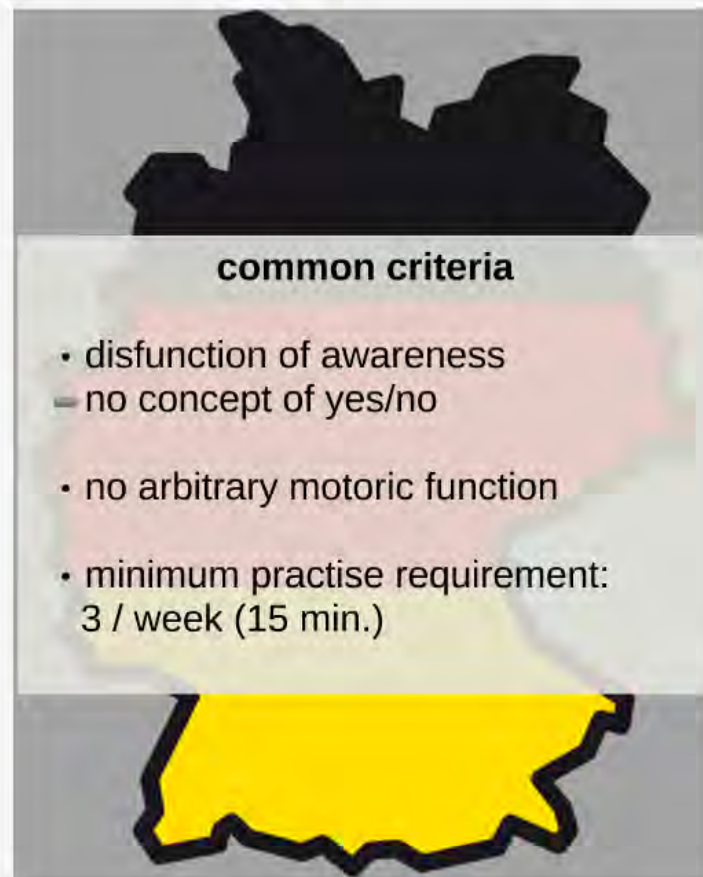 common criteria
• disfunction of awareness
no concept of yes/no
• no arbitrary motoric function
• minimum practise requirement:
3 / week (15 min.)